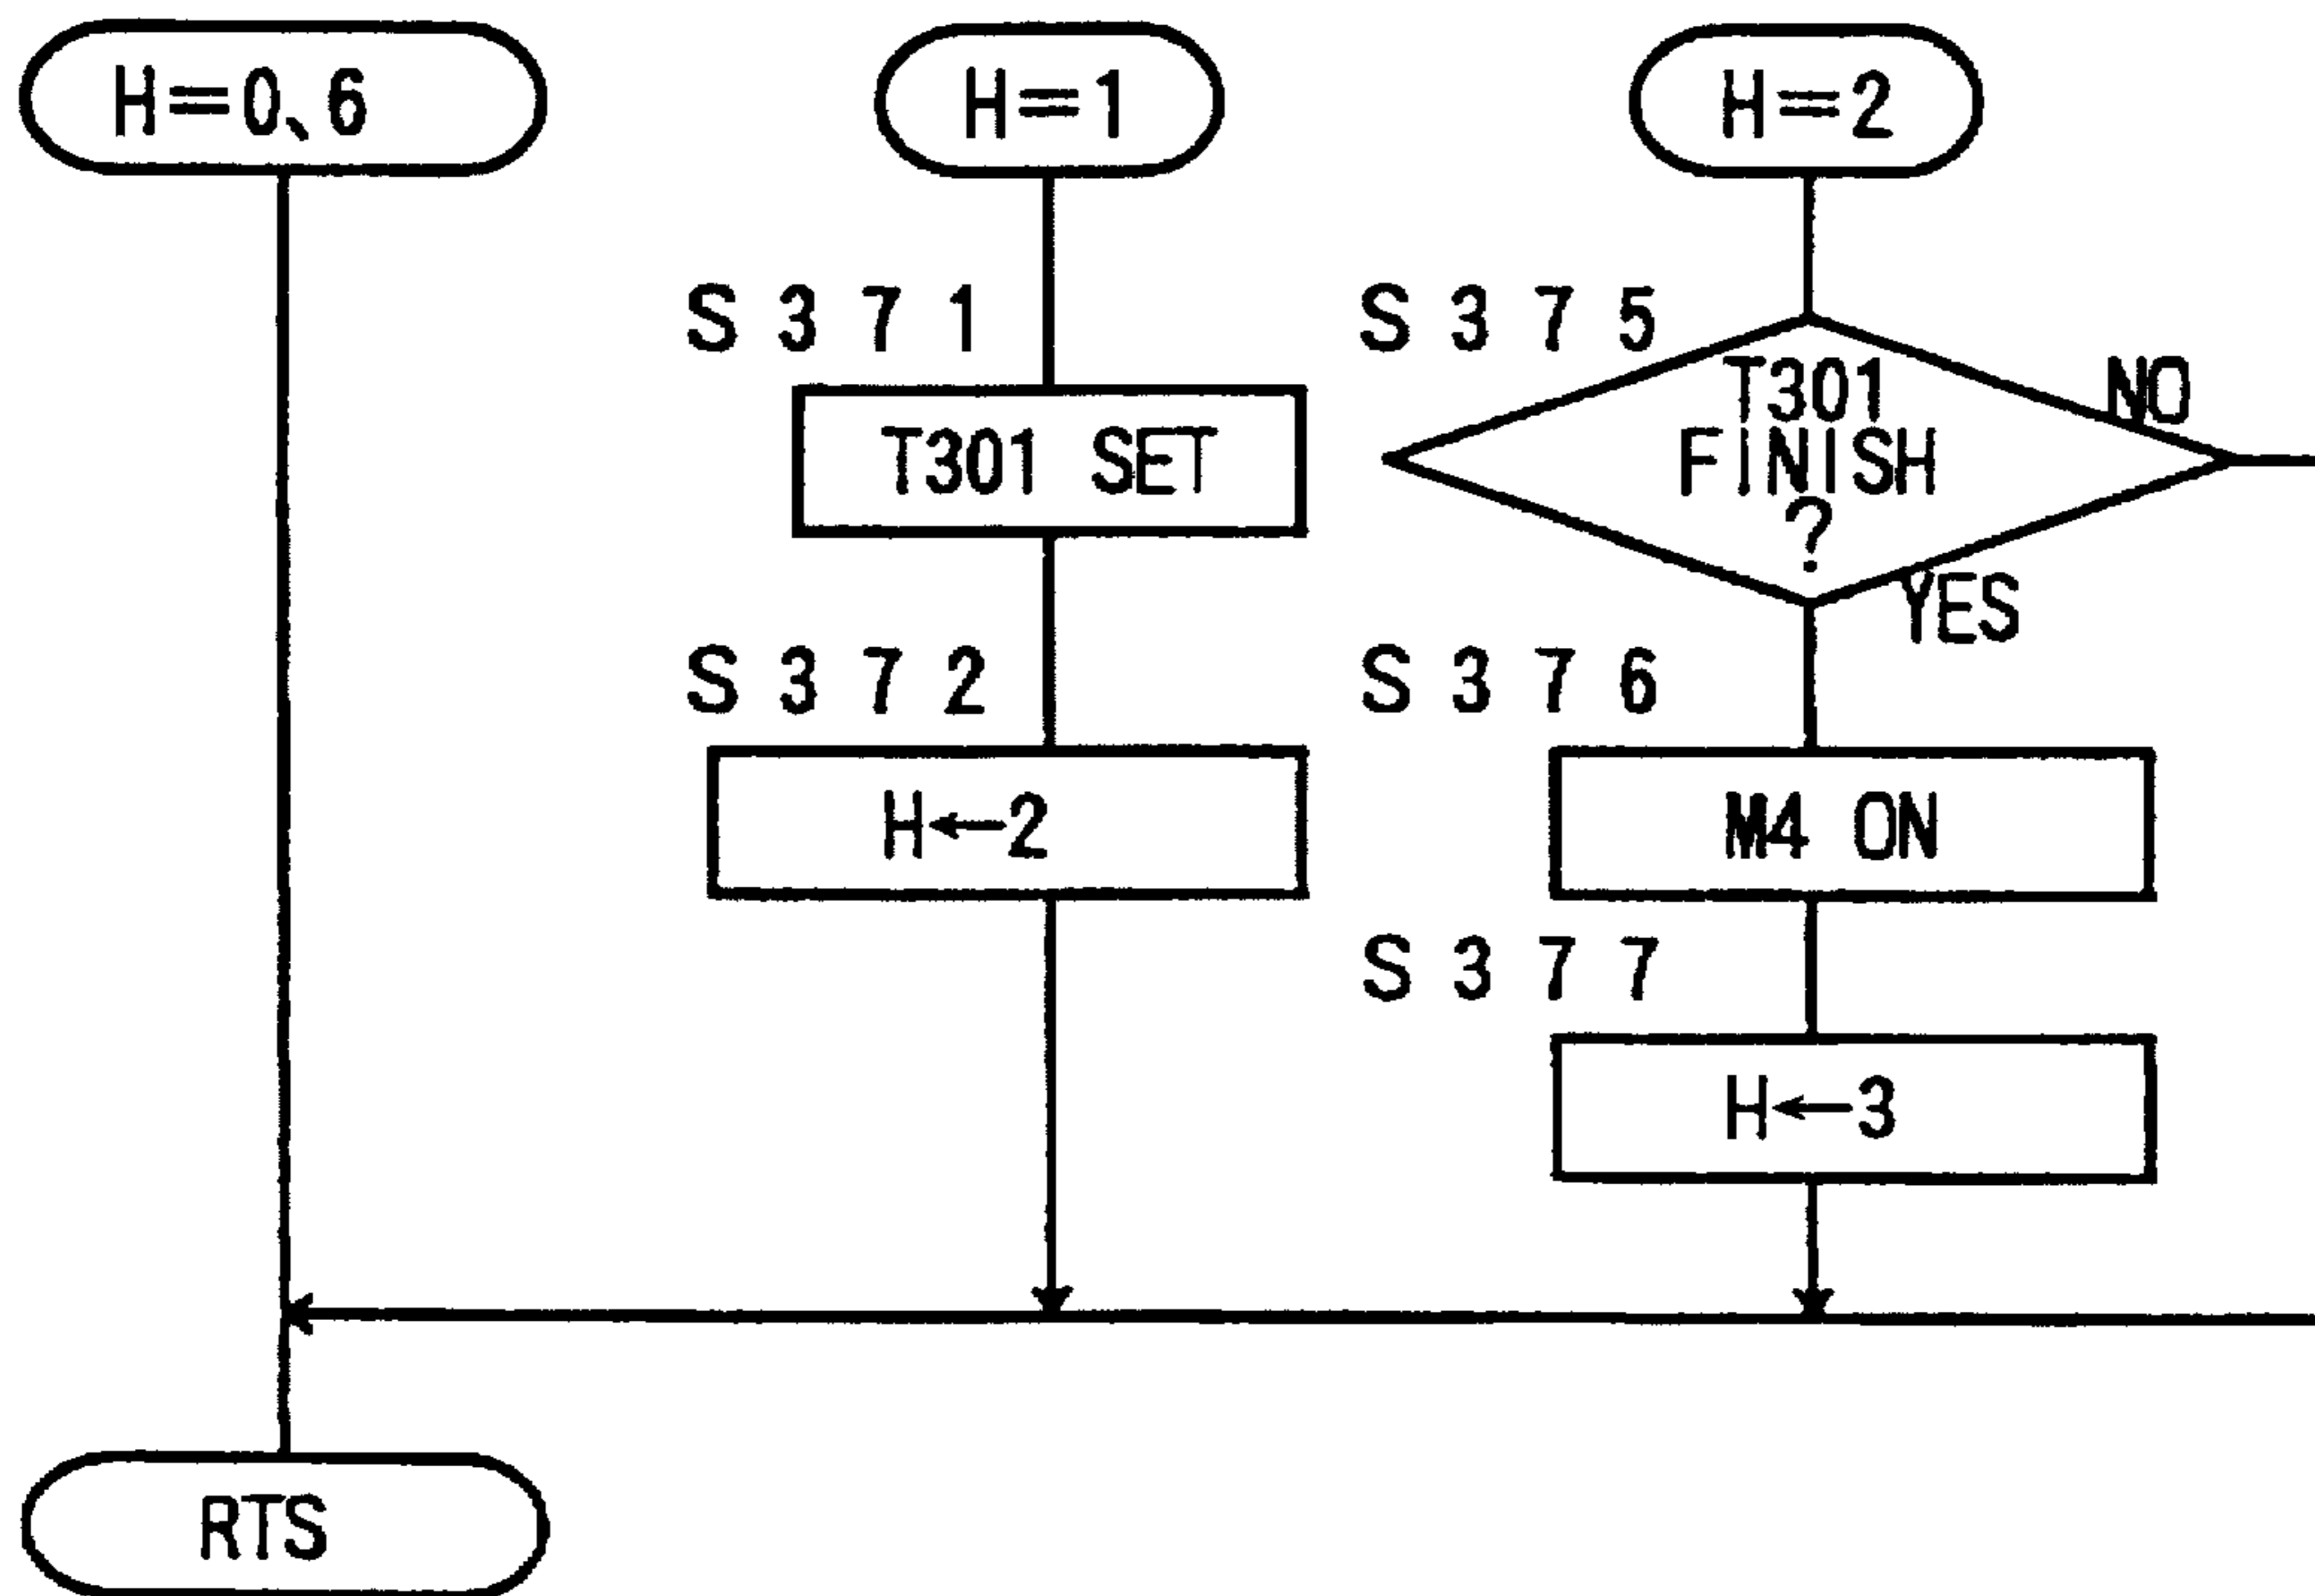 H=0、6
H=1
H=2
S371
S375
T301 SET
T301
FINISH
?
NO
YES
S372
S376
H←2
M4 ON
S377
H←3
RTS